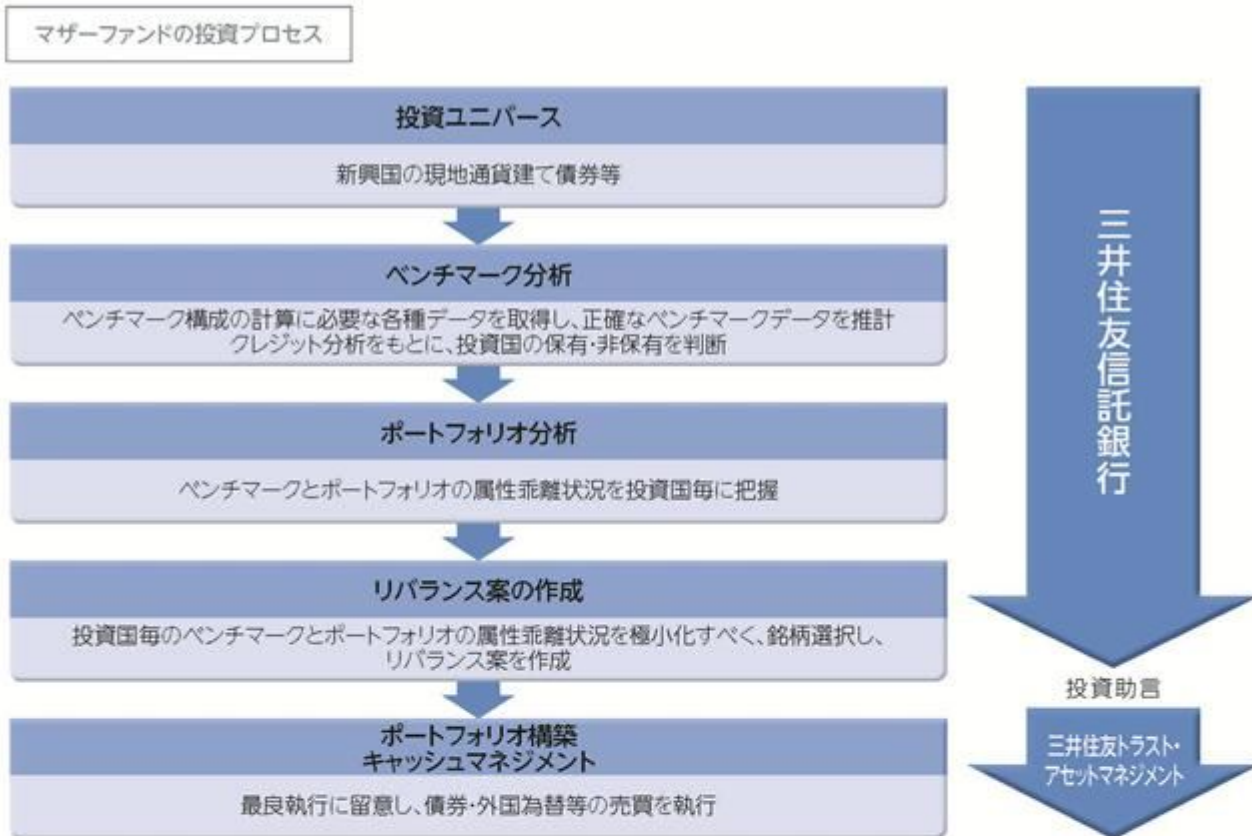 マザーファンドの投資プロセス
投資ユニバース
新興国の現地通貨建て債券等
ベンチマーク分析
ベンチマーク構成の計算に必要な各種データを取得し、正確なベンチマークデータを推計
クレジット分析をもとに、投資国の保有・非保有を判断
ポートフォリオ分析
ベンチマークとポートフォリオの属性乖離状況を投資国毎に把握
リバランス案の作成
投資国毎のベンチマークとポートフォリオの属性乖離状況を極小化すべく、銘柄選択し、
リバランス案を作成
ポートフォリオ構築
キャッシュマネジメント
最良執行に留意し、債券・外国為替等の売買を執行
三井住友信託銀行
投資助言
三井住友トラスト・
アセットマネジメント